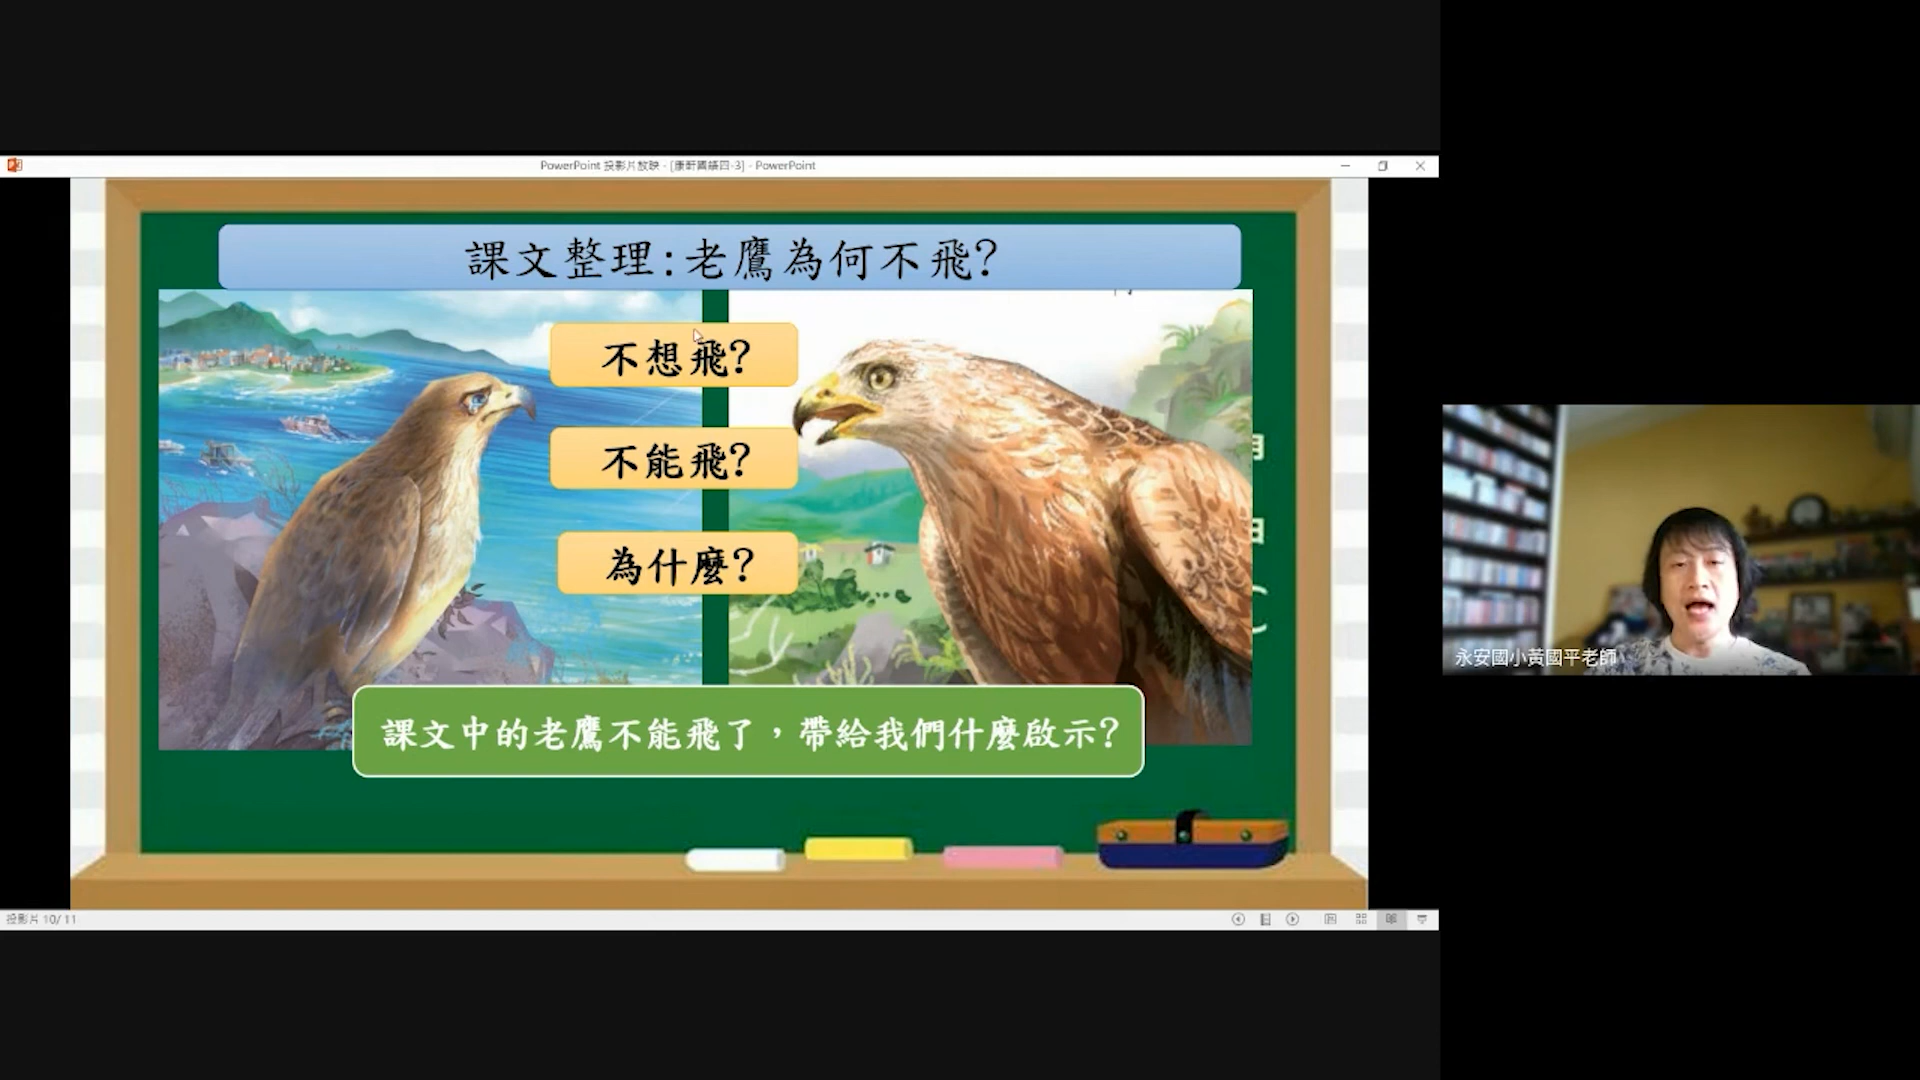 PowerPoint 投影片放映 - [康軒國語四-3] - PowerPoint
課文整理:老鷹為何不飛?
不想飛?
不能飛?
為什麼?
課文中的老鷹不能飛了，帶給我們什麼啟示?
永安國小黃國平老師
投影片 10/11